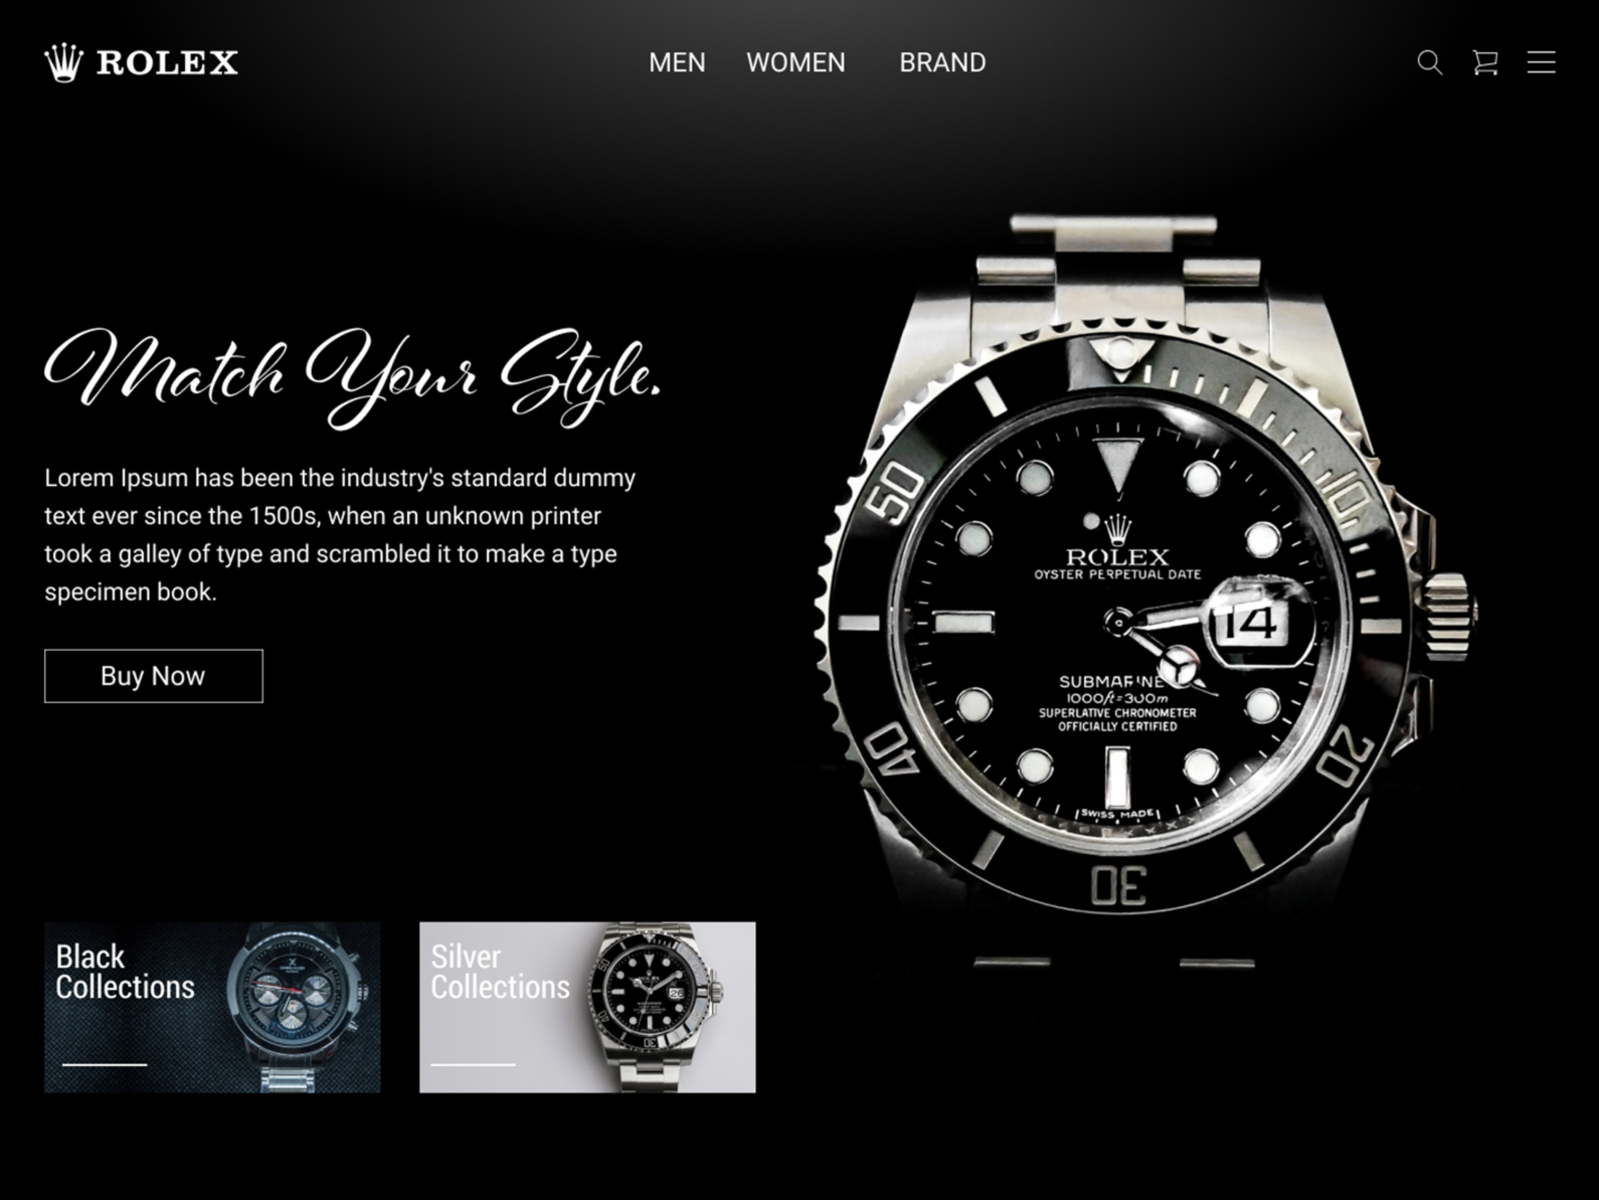 ROLEX
MEN WOMEN BRAND
Match Your Style.
Lorem Ipsum has been the industry's standard dummy
text ever since the 1500s, when an unknown printer
took a galley of type and scrambled it to make a type
specimen book.
Buy Now
10
20
30
40
50
ROLEX
OYSTER PERPETUAL DATE
14
SUBMARINE
1000ft=300m
SUPERLATIVE CHRONOMETER
OFFICIALLY CERTIFIED
SWISS MADE
Black
Collections
Silver
Collections
ROLEX